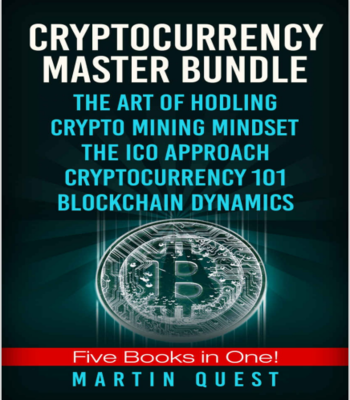 CRYPTOCURRENCY
MASTER BUNDLE
THE ART OF HODLING
CRYPTO MINING MINDSET
THE ICO APPROACH
CRYPTOCURRENCY 101
BLOCKCHAIN DYNAMICS
Five Books in One!
MARTIN QUEST